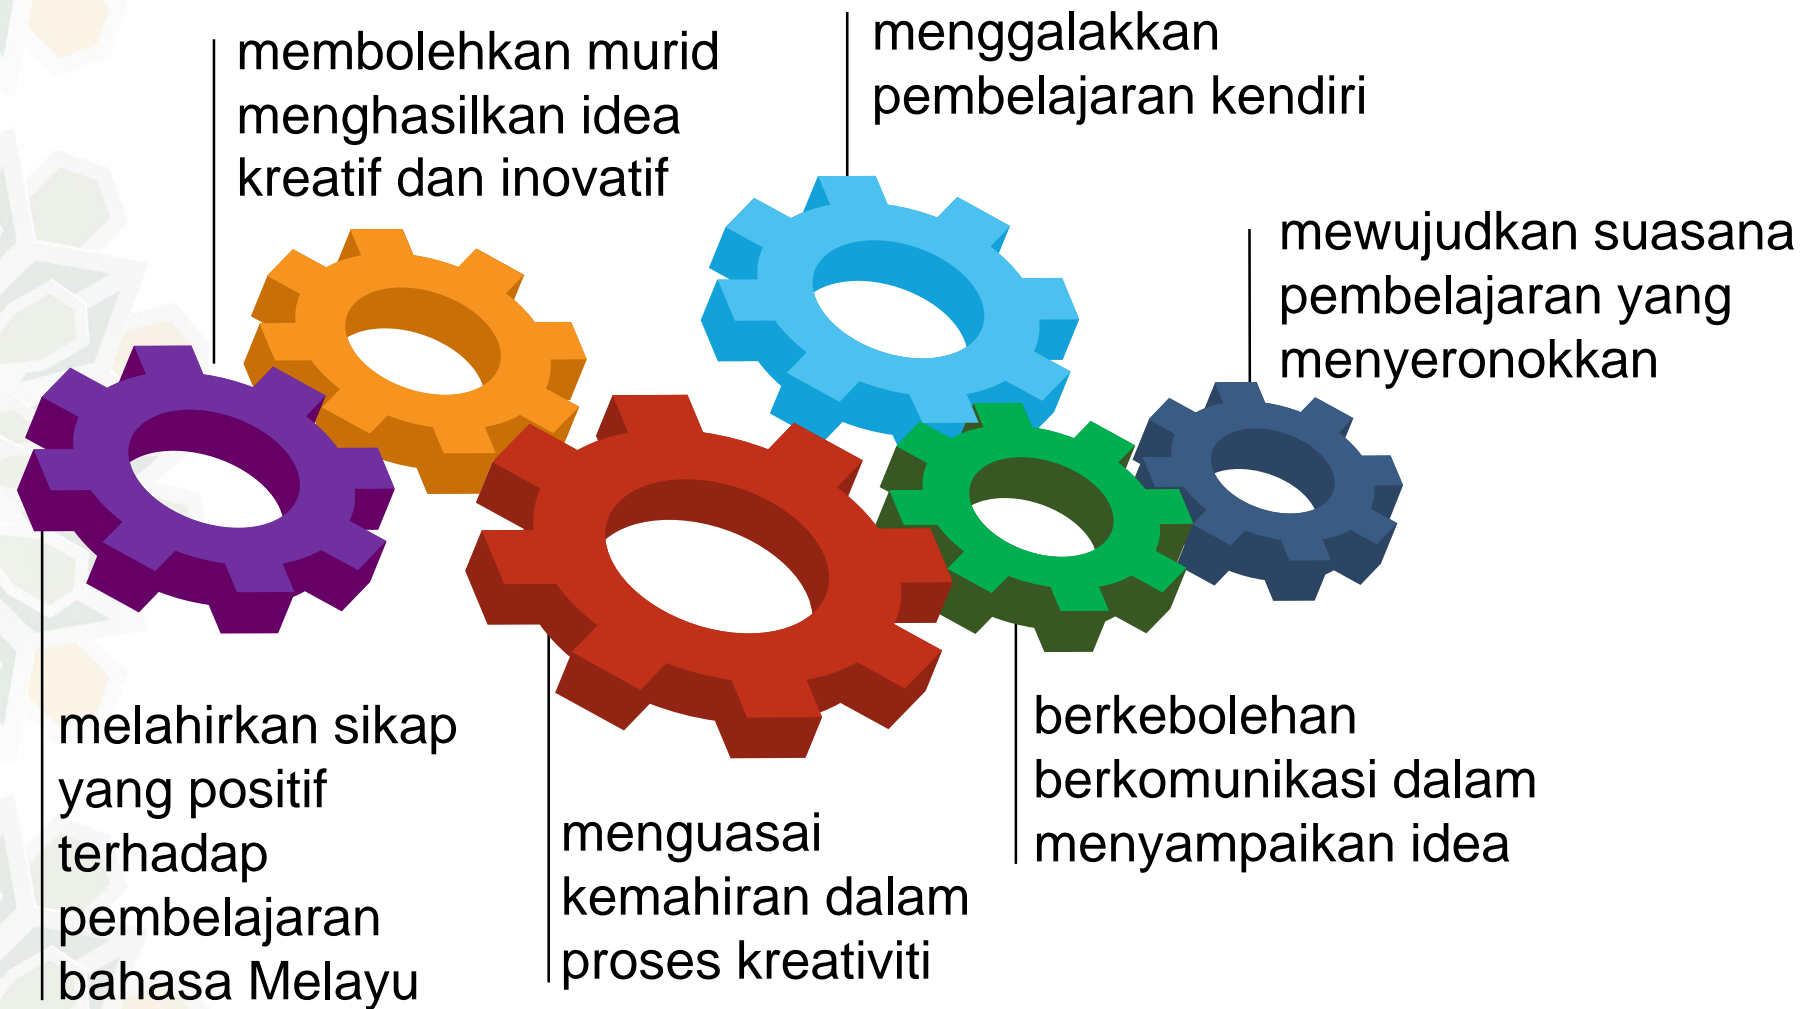 membolehkan murid
menghasilkan idea
kreatif dan inovatif
menggalakkan
pembelajaran kendiri
mewujudkan suasana
pembelajaran yang
menyeronokkan
melahirkan sikap
yang positif
terhadap
pembelajaran
bahasa Melayu
menguasai
kemahiran dalam
proses kreativiti
berkebolehan
berkomunikasi dalam
menyampaikan idea